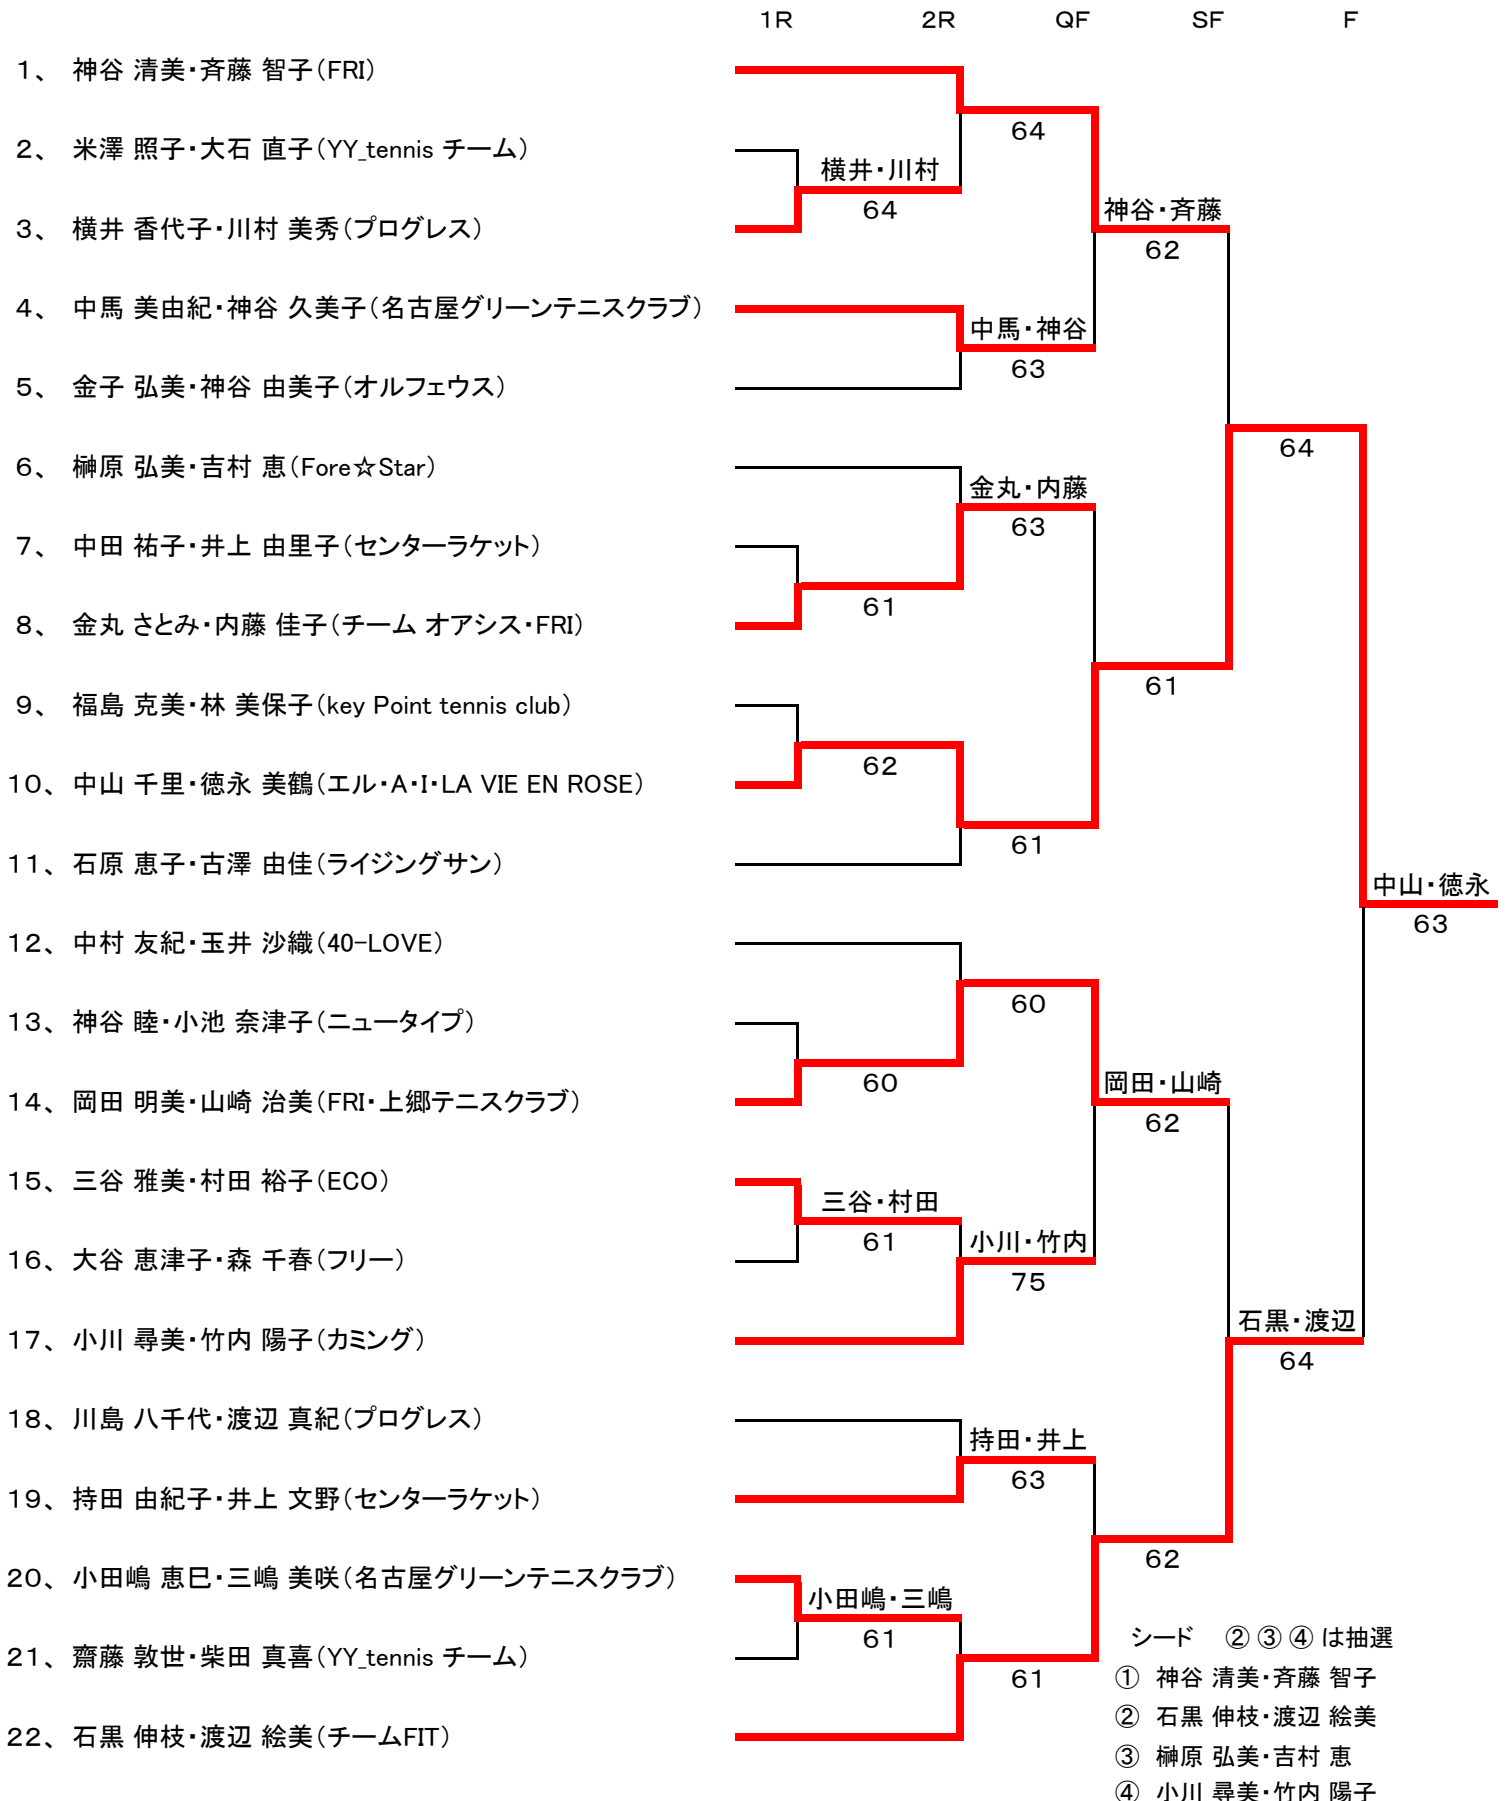 1R 2R QF SF F
1、 神谷 清美・斉藤 智子(FRI)
64
2、 米澤 照子・大石 直子(YY_tennis チーム)
横井・川村
64
3、 横井 香代子・川村 美秀(プログレス)
神谷・斉藤
62
4、 中馬 美由紀・神谷 久美子(名古屋グリーンテニスクラブ)
中馬・神谷
63
5、 金子 弘美・神谷 由美子(オルフェウス)
64
6、 榊原 弘美・吉村 恵(Fore☆Star)
金丸・内藤
63
7、 中田 祐子・井上 由里子(センターラケット)
61
8、 金丸 さとみ・内藤 佳子(チーム オアシス・FRI)
61
9、 福島 克美・林 美保子(key Point tennis club)
62
10、 中山 千里・徳永 美鶴(エル・A・I・LA VIE EN ROSE)
61
11、 石原 恵子・古澤 由佳(ライジングサン)
中山・徳永
63
12、 中村 友紀・玉井 沙織(40-LOVE)
60
13、 神谷 睦・小池 奈津子(ニュータイプ)
60
岡田・山崎
62
14、 岡田 明美・山崎 治美(FRI・上郷テニスクラブ)
15、 三谷 雅美・村田 裕子(ECO)
三谷・村田
61
16、 大谷 恵津子・森 千春(フリー)
小川・竹内
75
17、 小川 尋美・竹内 陽子(カミング)
石黒・渡辺
64
18、 川島 八千代・渡辺 真紀(プログレス)
持田・井上
63
19、 持田 由紀子・井上 文野(センターラケット)
62
20、 小田嶋 恵巳・三嶋 美咲(名古屋グリーンテニスクラブ)
小田嶋・三嶋
61
21、 齋藤 敦世・柴田 真喜(YY_tennis チーム)
61
22、 石黒 伸枝・渡辺 絵美(チームFIT)
シード ②③④は抽選
① 神谷 清美・斉藤 智子
② 石黒 伸枝・渡辺 絵美
③ 榊原 弘美・吉村 恵
④ 小川 尋美・竹内 陽子